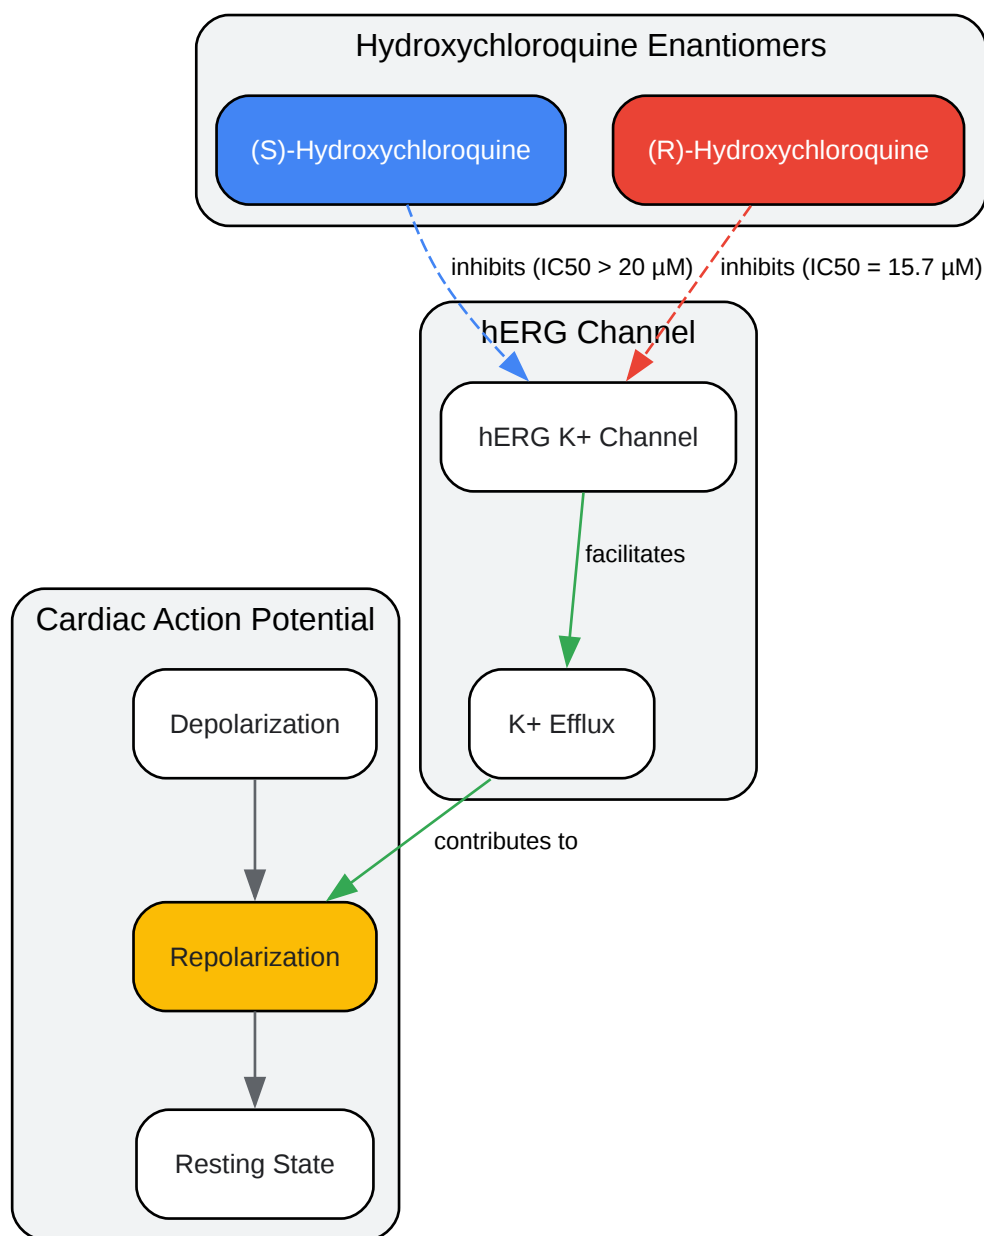 Hydroxychloroquine Enantiomers
(S)-Hydroxychloroquine
(R)-Hydroxychloroquine
inhibits (IC50 > 20 µM)
inhibits (IC50 = 15.7 µM)
hERG Channel
hERG K+ Channel
facilitates
Cardiac Action Potential
Depolarization
K+ Efflux
contributes to
Repolarization
Resting State